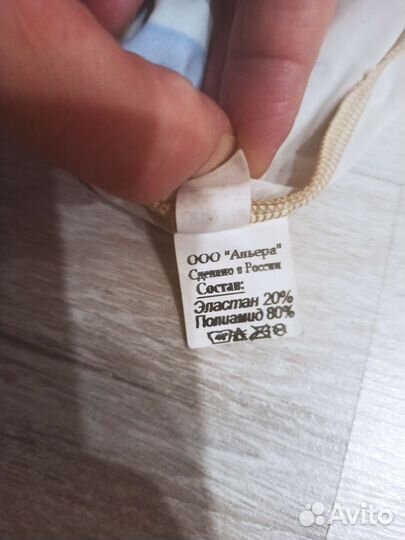 ООО "Альера"
Сделано в России
Состав:
Эластан 20%
Полиамид 80%
Avito